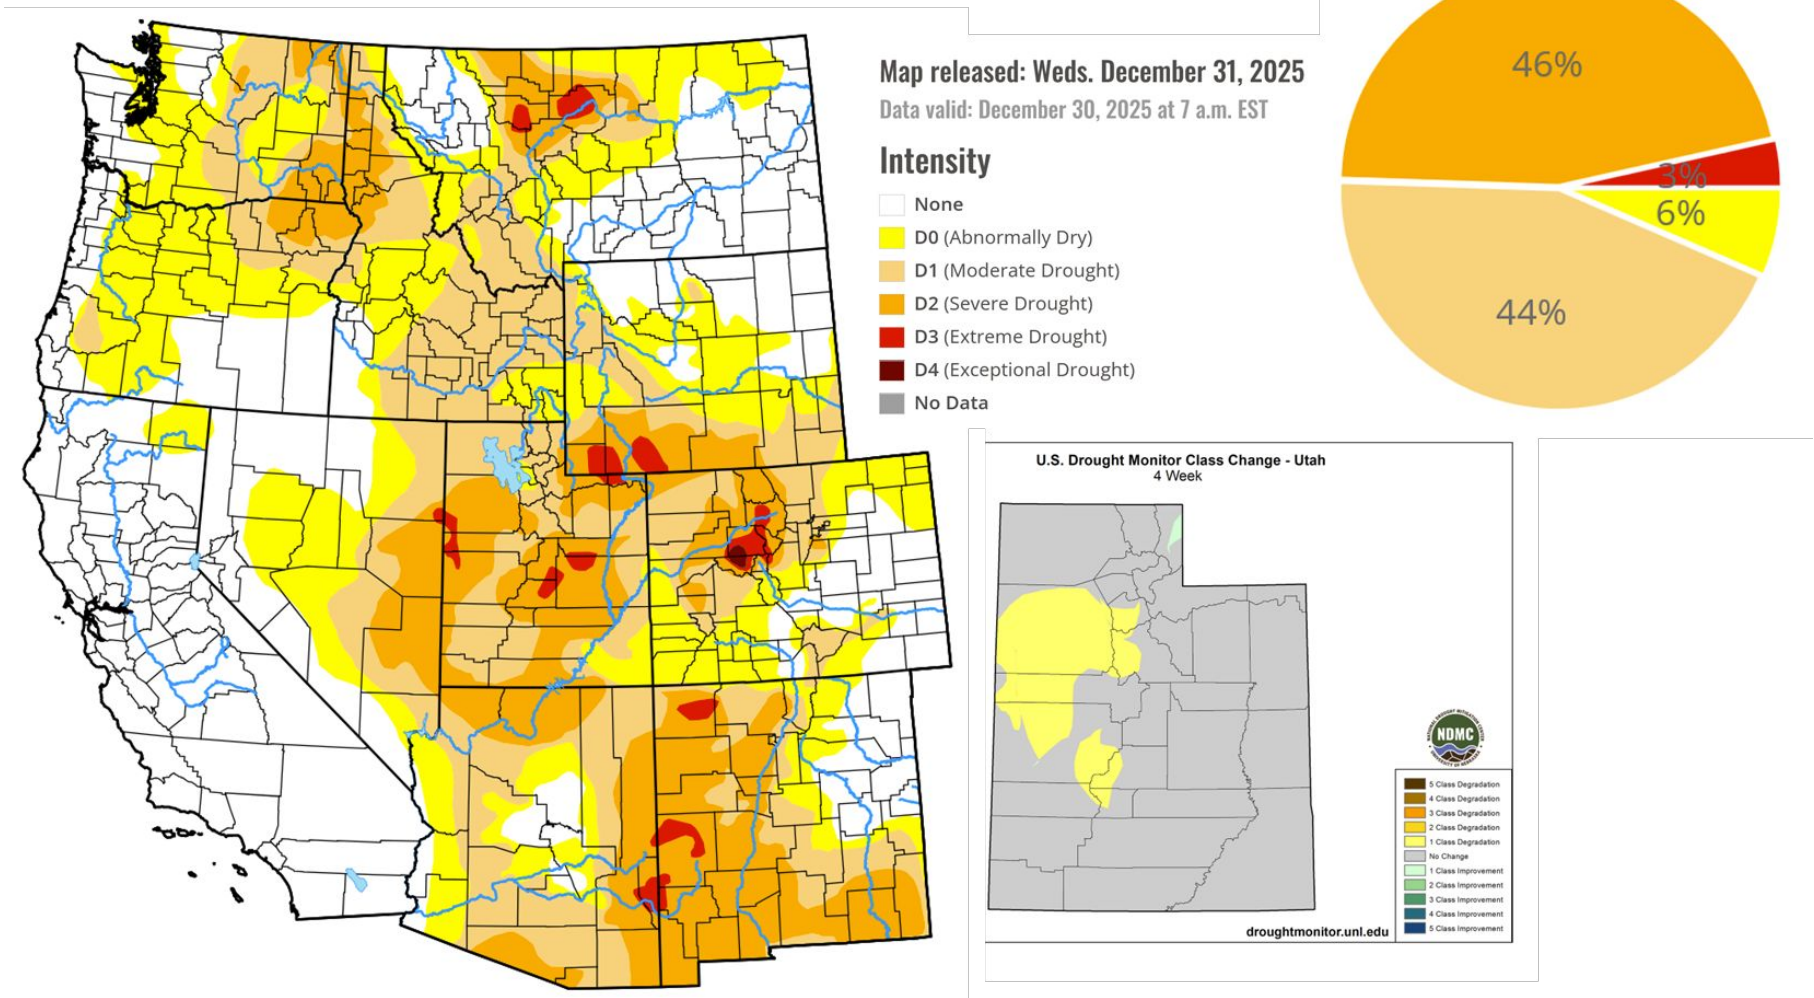 Map released: Weds. December 31, 2025
Data valid: December 30, 2025 at 7 a.m. EST
Intensity
None
D0 (Abnormally Dry)
D1 (Moderate Drought)
D2 (Severe Drought)
D3 (Extreme Drought)
D4 (Exceptional Drought)
No Data
46%
3%
6%
44%
U.S. Drought Monitor Class Change - Utah
4 Week
NDMC
5 Class Degradation
4 Class Degradation
3 Class Degradation
2 Class Degradation
1 Class Degradation
No Change
1 Class Improvement
2 Class Improvement
3 Class Improvement
4 Class Improvement
5 Class Improvement
droughtmonitor.unl.edu